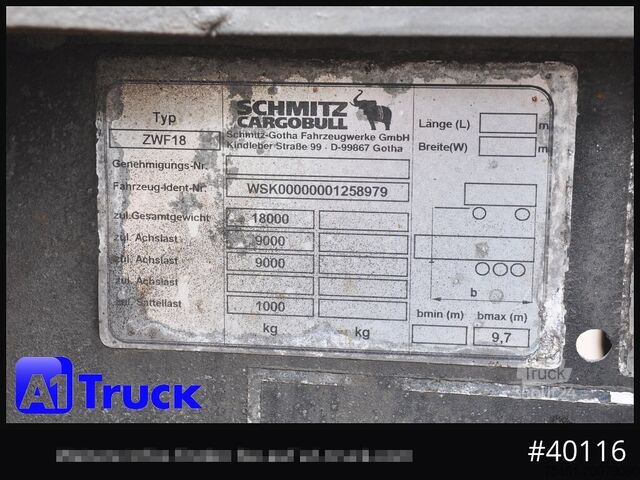 SCHMITZ
CARGOBULL
Schmitz-Gotha Fahrzeugwerke GmbH
Kindleber Straße 99 · D-99867 Gotha
Typ
ZWF18
Genehmigungs-Nr.
Fahrzeug-Ident-Nr.
WSK00000001258979
zul.Gesamtgewicht
18000
zul. Achslast
9000
zul. Achslast
9000
zul. Achslast
zul. Sattellast
1000
kg
kg
Länge (L)
m
Breite(W)
m
b
bmin (m)
bmax (m)
9,7
A1 Truck
#40116